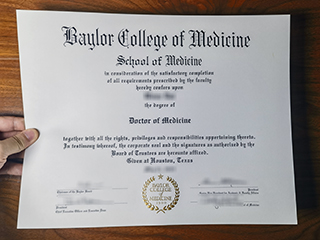 Baylor College of Medicine
School of Medicine
in consideration of the satisfactory completion
of all requirements prescribed by the faculty
hereby confers upon
the degree of
Doctor of Medicine
together with all the rights, privileges and responsibilities appertaining thereto.
In testimony whereof, the corporate seal and the signatures as authorized by the
Board of Trustees are hereunto affixed.
Given at Houston, Texas
BAYLOR
COLLEGE
OF
MEDICINE